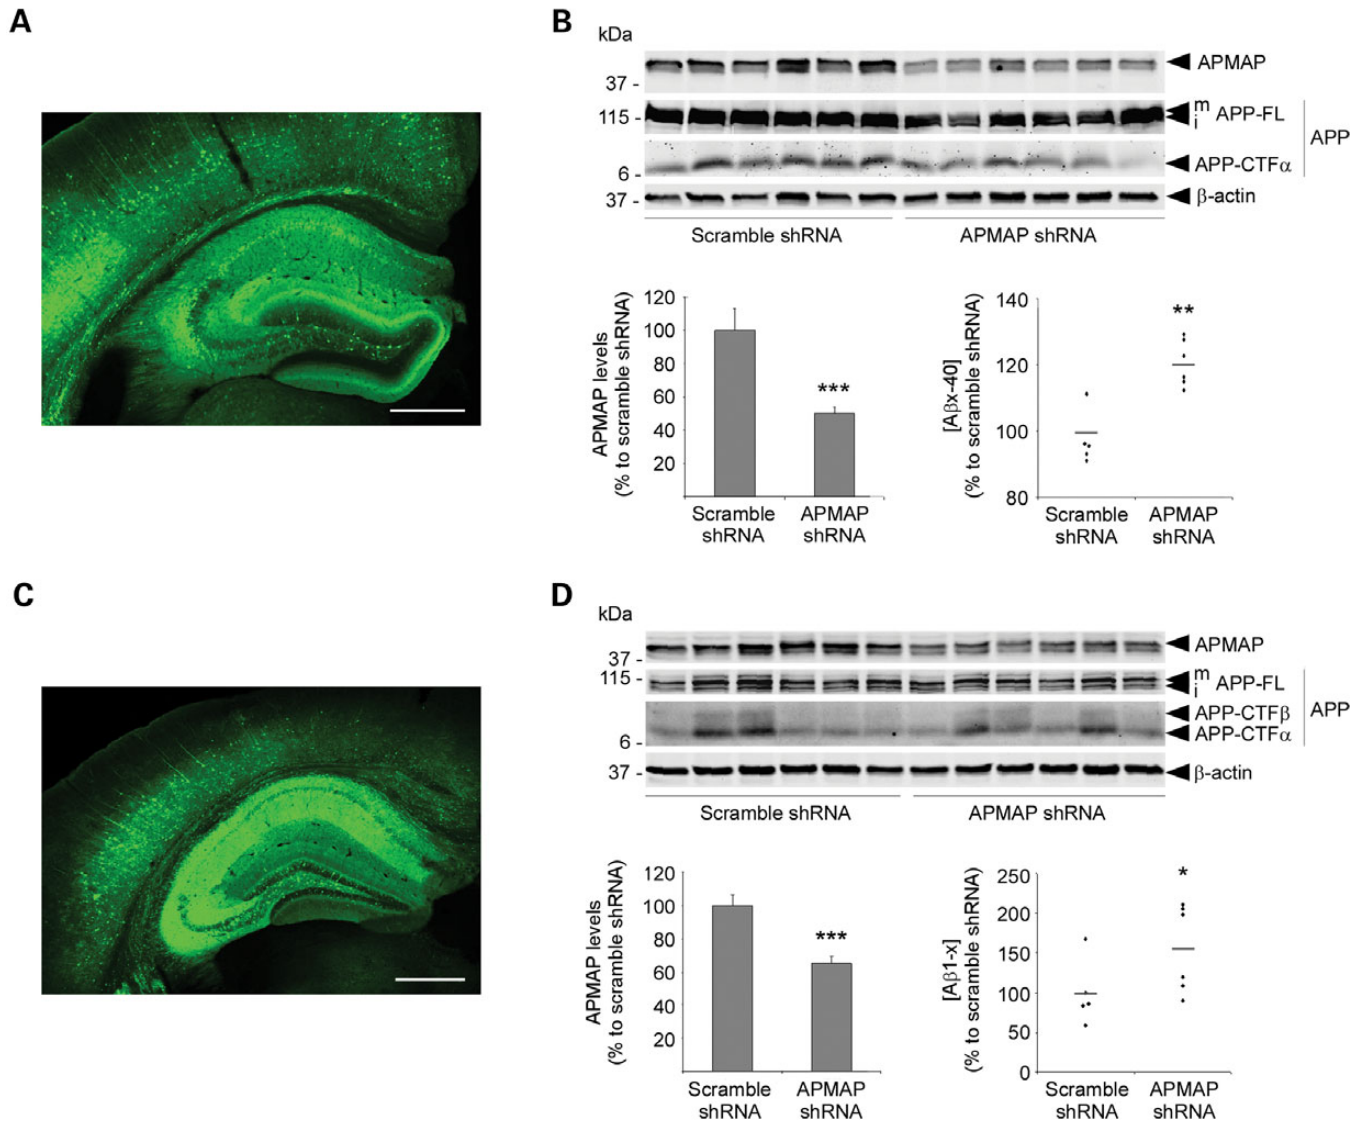 A
B
kDa
APMAP
37 -
115 -
m
i
APP-FL
APP
APP-CTFα
6 -
37 -
β-actin
Scramble shRNA
APMAP shRNA
APMAP levels
(% to scramble shRNA)
120
100
80
60
40
20
***
Scramble
shRNA
APMAP
shRNA
[Aβx-40]
(% to scramble shRNA)
140
120
100
80
**
Scramble
shRNA
APMAP
shRNA
C
D
kDa
APMAP
37 -
115 -
m
i
APP-FL
APP
APP-CTFβ
APP-CTFα
6 -
37 -
β-actin
Scramble shRNA
APMAP shRNA
APMAP levels
(% to scramble shRNA)
120
100
80
60
40
20
***
Scramble
shRNA
APMAP
shRNA
[Aβ1-x]
(% to scramble shRNA)
250
200
150
100
50
0
*
Scramble
shRNA
APMAP
shRNA